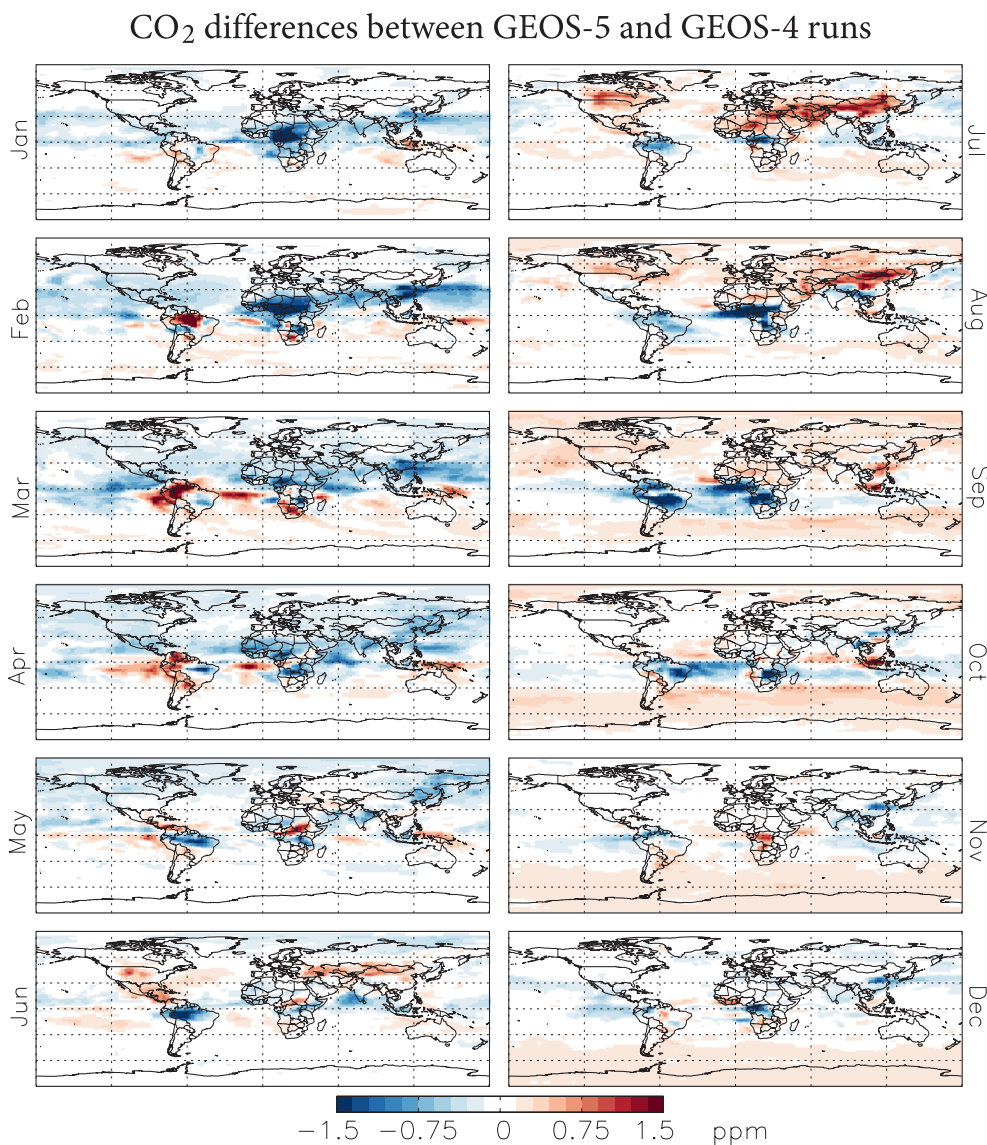 CO2 differences between GEOS-5 and GEOS-4 runs
Jan
Jul
Feb
Aug
Mar
Sep
Apr
Oct
May
Nov
Jun
Dec
−1.5 −0.75 0 0.75 1.5 ppm